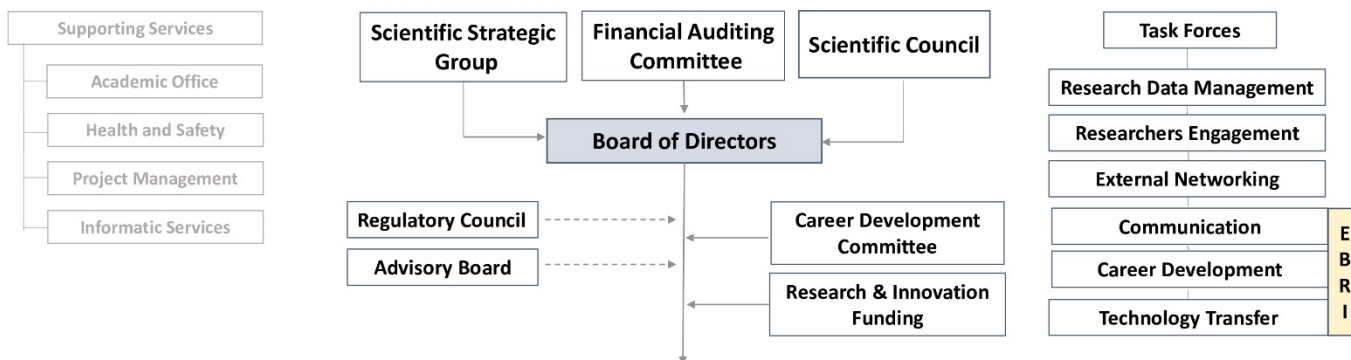 Supporting Services
Academic Office
Health and Safety
Project Management
Informatic Services
Scientific Strategic
Group
Financial Auditing
Committee
Scientific Council
Board of Directors
Regulatory Council
Advisory Board
Career Development
Committee
Research & Innovation
Funding
Task Forces
Research Data Management
Researchers Engagement
External Networking
Communication
Career Development
Technology Transfer
E
B
R
I